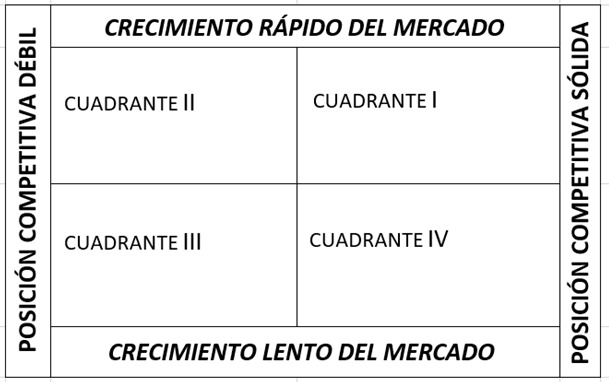 CRECIMIENTO RÁPIDO DEL MERCADO
POSICIÓN COMPETITIVA DÉBIL
CUADRANTE II
CUADRANTE I
CUADRANTE III
CUADRANTE IV
POSICIÓN COMPETITIVA SÓLIDA
CRECIMIENTO LENTO DEL MERCADO